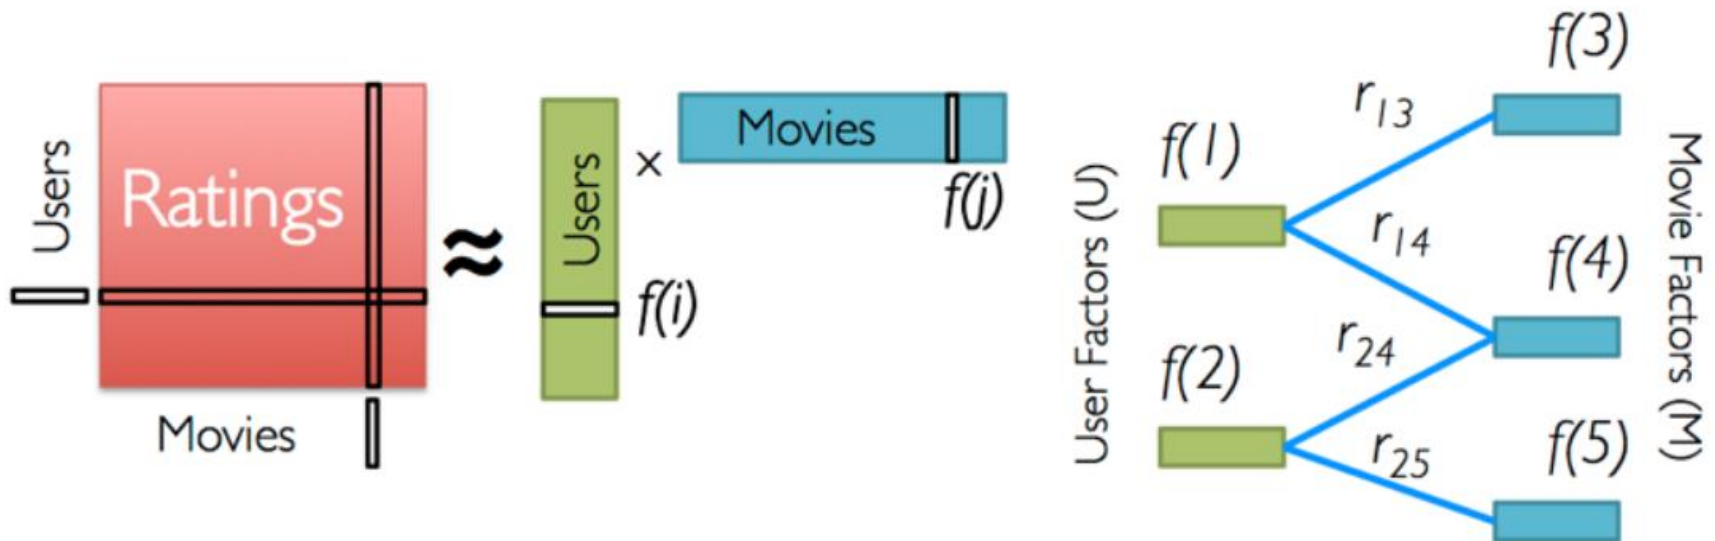 Users
Ratings
Movies
≈
Users
f(i)
x
Movies
f(j)
User Factors (U)
f(1)
f(2)
r13
r14
r24
r25
f(3)
f(4)
f(5)
Movie Factors (M)